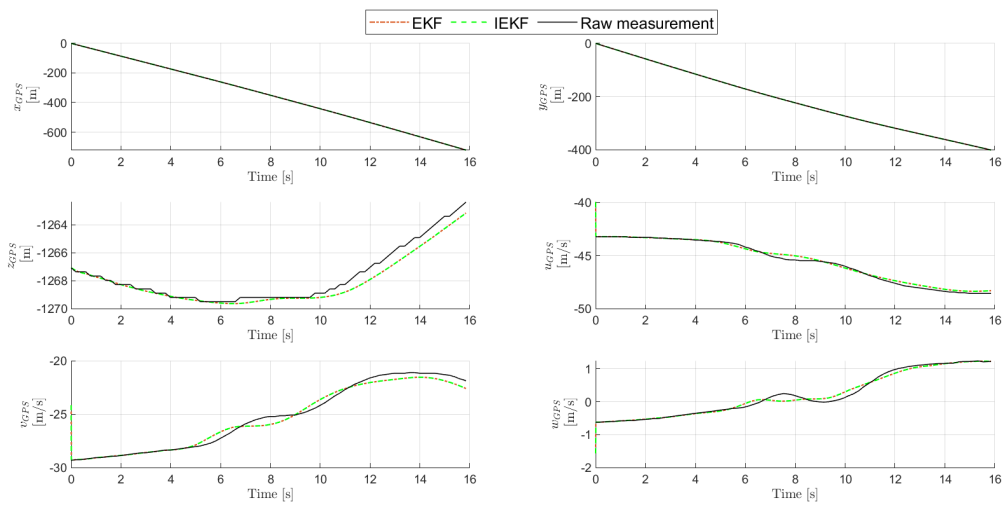 EKF IEKF Raw measurement
x_GPS [m]
0
-200
-400
-600
0 2 4 6 8 10 12 14 16
Time [s]
y_GPS [m]
0
-200
-400
0 2 4 6 8 10 12 14 16
Time [s]
z_GPS [m]
-1264
-1266
-1268
-1270
0 2 4 6 8 10 12 14 16
Time [s]
u_GPS [m/s]
-40
-45
-50
0 2 4 6 8 10 12 14 16
Time [s]
v_GPS [m/s]
-20
-25
-30
0 2 4 6 8 10 12 14 16
Time [s]
w_GPS [m/s]
1
0
-1
-2
0 2 4 6 8 10 12 14 16
Time [s]